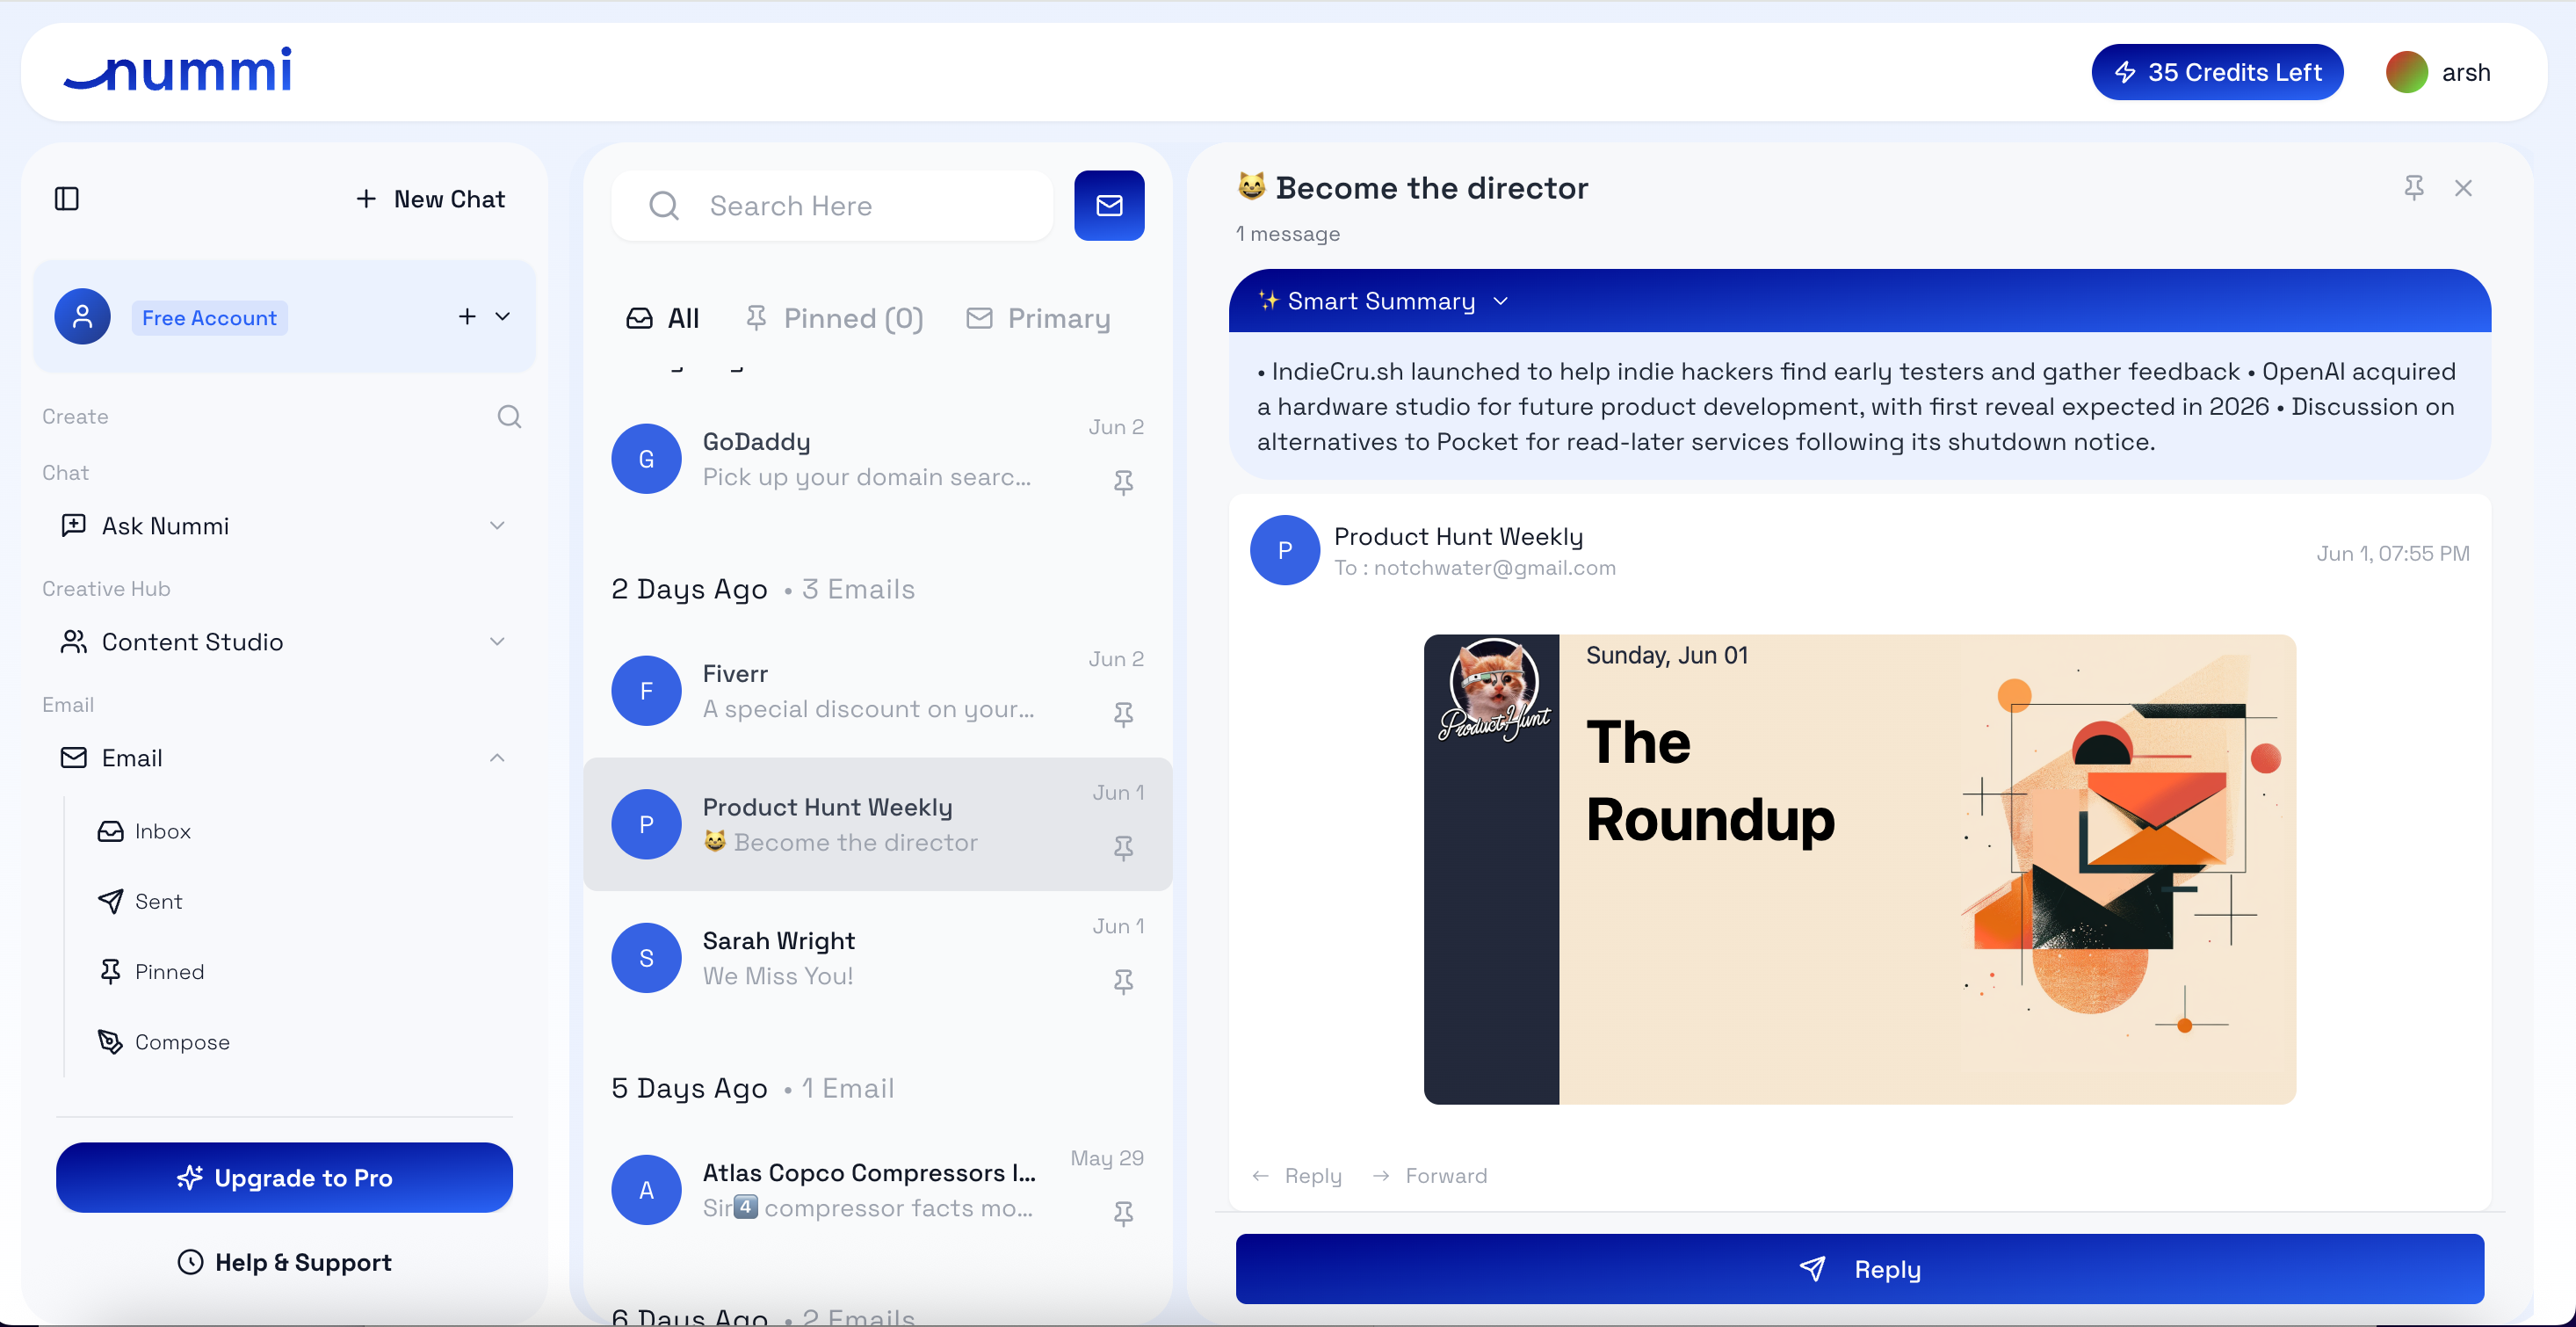 nummi
35 Credits Left
arsh
New Chat
Free Account
Create
Chat
Ask Nummi
Creative Hub
Content Studio
Email
Email
Inbox
Sent
Pinned
Compose
Upgrade to Pro
Help & Support
Search Here
All
Pinned (0)
Primary
G
GoDaddy
Jun 2
Pick up your domain searc...
2 Days Ago • 3 Emails
F
Fiverr
Jun 2
A special discount on your...
P
Product Hunt Weekly
Jun 1
😸 Become the director
S
Sarah Wright
Jun 1
We Miss You!
5 Days Ago • 1 Email
A
Atlas Copco Compressors I...
May 29
Sir4️⃣ compressor facts mo...
6 Days Ago • 2 Emails
😸 Become the director
1 message
✨ Smart Summary
• IndieCru.sh launched to help indie hackers find early testers and gather feedback • OpenAI acquired
a hardware studio for future product development, with first reveal expected in 2026 • Discussion on
alternatives to Pocket for read-later services following its shutdown notice.
P
Product Hunt Weekly
To : notchwater@gmail.com
Jun 1, 07:55 PM
Product Hunt
Sunday, Jun 01
The
Roundup
← Reply
→ Forward
Reply